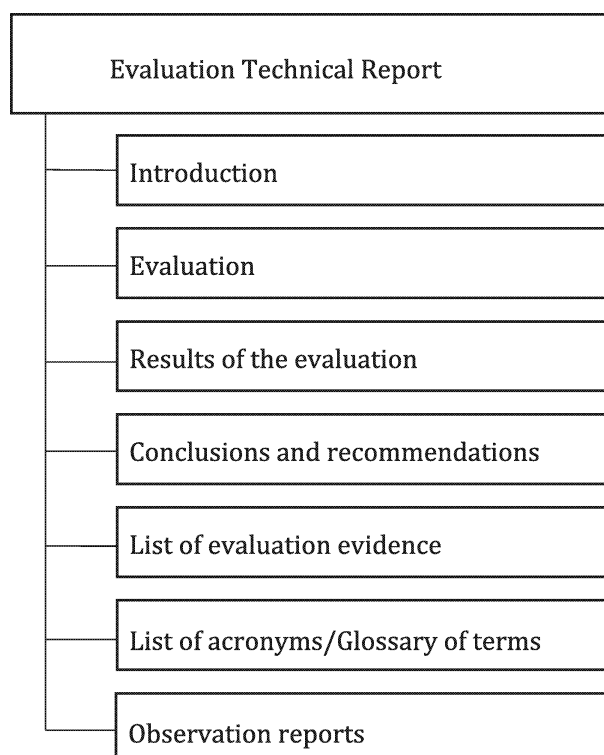 Evaluation Technical Report
Introduction
Evaluation
Results of the evaluation
Conclusions and recommendations
List of evaluation evidence
List of acronyms/Glossary of terms
Observation reports